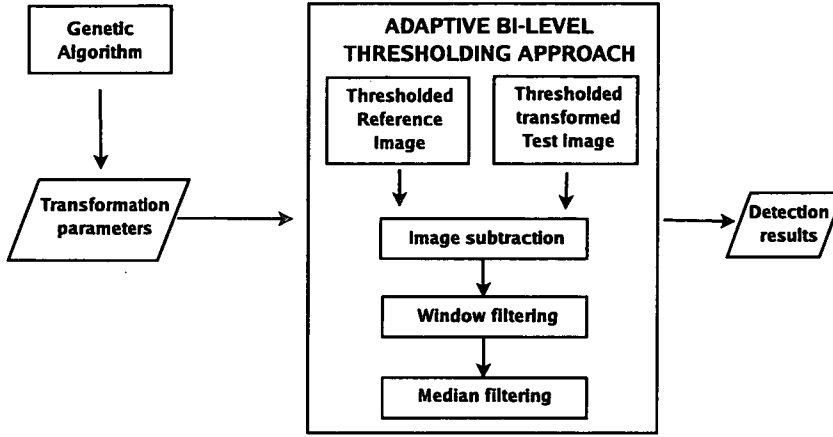 Genetic
Algorithm
Transformation
parameters
ADAPTIVE BI-LEVEL
THRESHOLDING APPROACH
Thresholded
Reference
Image
Thresholded
transformed
Test Image
Image subtraction
Window filtering
Median filtering
Detection
results